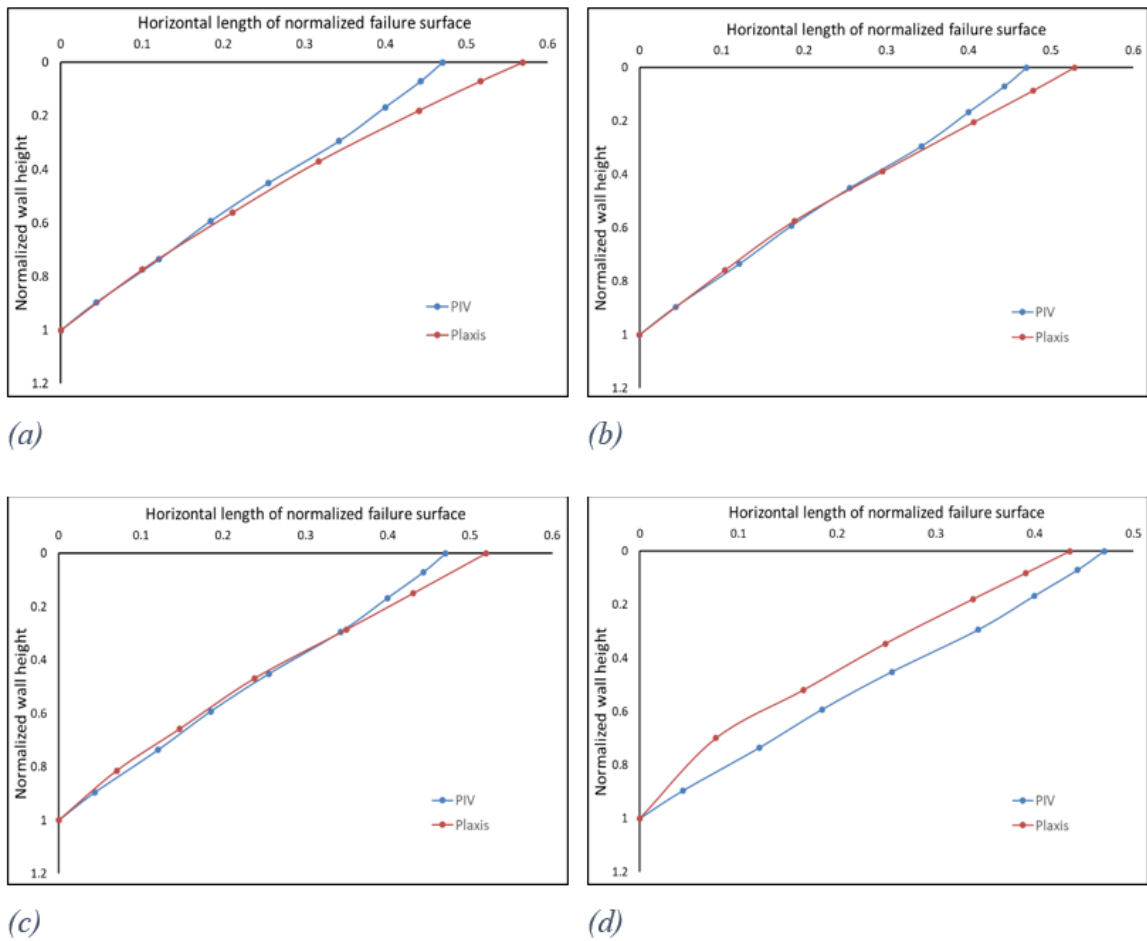 Horizontal length of normalized failure surface
0 0.1 0.2 0.3 0.4 0.5 0.6
0
0.2
0.4
0.6
0.8
1
1.2
Normalized wall height
PIV
Plaxis
(a)
Horizontal length of normalized failure surface
0 0.1 0.2 0.3 0.4 0.5 0.6
0
0.2
0.4
0.6
0.8
1
1.2
Normalized wall height
PIV
Plaxis
(b)
Horizontal length of normalized failure surface
0 0.1 0.2 0.3 0.4 0.5 0.6
0
0.2
0.4
0.6
0.8
1
1.2
Normalized wall height
PIV
Plaxis
(c)
Horizontal length of normalized failure surface
0 0.1 0.2 0.3 0.4 0.5
0
0.2
0.4
0.6
0.8
1
1.2
Normalized wall height
PIV
Plaxis
(d)